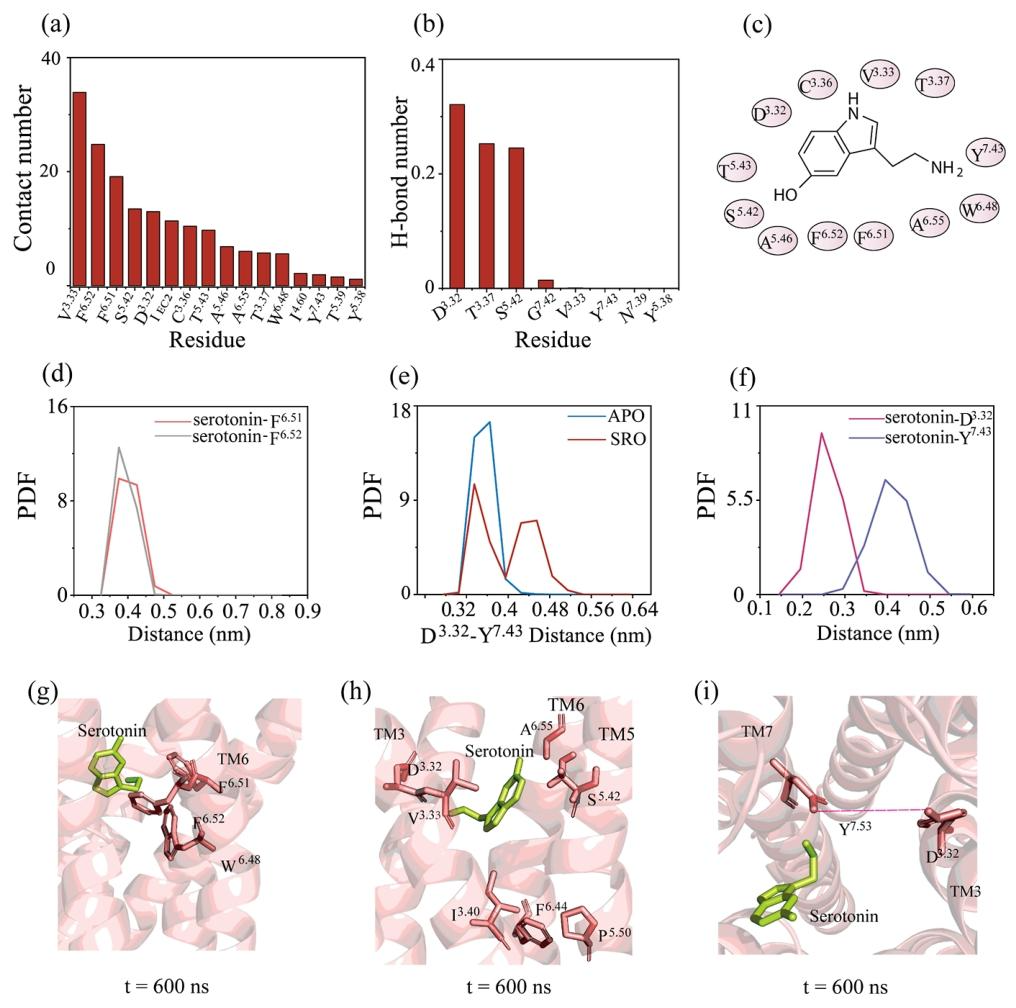 (a)
40
20
0
Contact number
V3.33 F6.52 F6.51 S5.42 D3.32 I EC2 C3.36 T5.43 A5.46 A6.55 T3.37 W6.48 I4.60 Y7.43 T3.39 Y5.38
Residue
(b)
0.4
0.2
0
H-bond number
D3.32 T3.37 S5.42 G7.42 V3.33 Y7.43 N7.39 Y5.38
Residue
(c)
C3.36 V3.33 T3.37
D3.32
H
N
T5.43
Y7.43
NH2
HO
S5.42
W6.48
A5.46 F6.52 F6.51 A6.55
(d)
16
8
0
PDF
serotonin-F6.51
serotonin-F6.52
0.3 0.4 0.5 0.6 0.7 0.8 0.9
Distance (nm)
(e)
18
9
0
PDF
APO
SRO
0.32 0.4 0.48 0.56 0.64
D3.32-Y7.43 Distance (nm)
(f)
11
5.5
0
PDF
serotonin-D3.32
serotonin-Y7.43
0.1 0.2 0.3 0.4 0.5 0.6
Distance (nm)
(g)
Serotonin
TM6
F6.51
F6.52
W6.48
t = 600 ns
(h)
TM6
TM3
A6.55
TM5
Serotonin
D3.32
S5.42
V3.33
I3.40
F6.44
P5.50
t = 600 ns
(i)
TM7
Y7.53
D3.32
TM3
Serotonin
t = 600 ns